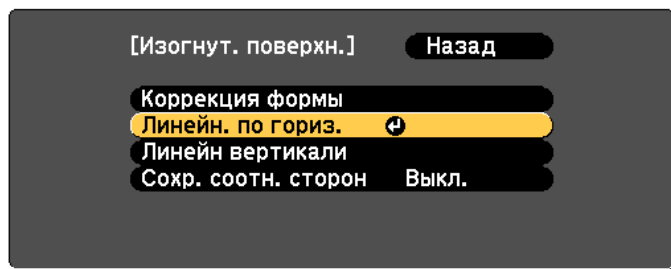 [Изогнут. поверхн.] Назад
Коррекция формы
Линейн. по гориз.
Линейн вертикали
Сохр. соотн. сторон Выкл.